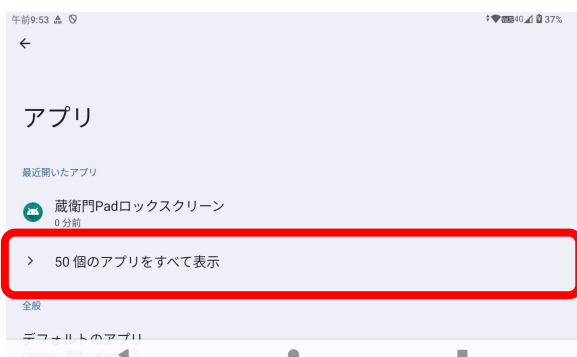 午前9:53
4G 37%
アプリ
最近開いたアプリ
蔵衛門Padロックスクリーン
0 分前
50 個のアプリをすべて表示
全般
デフォルトのアプリ